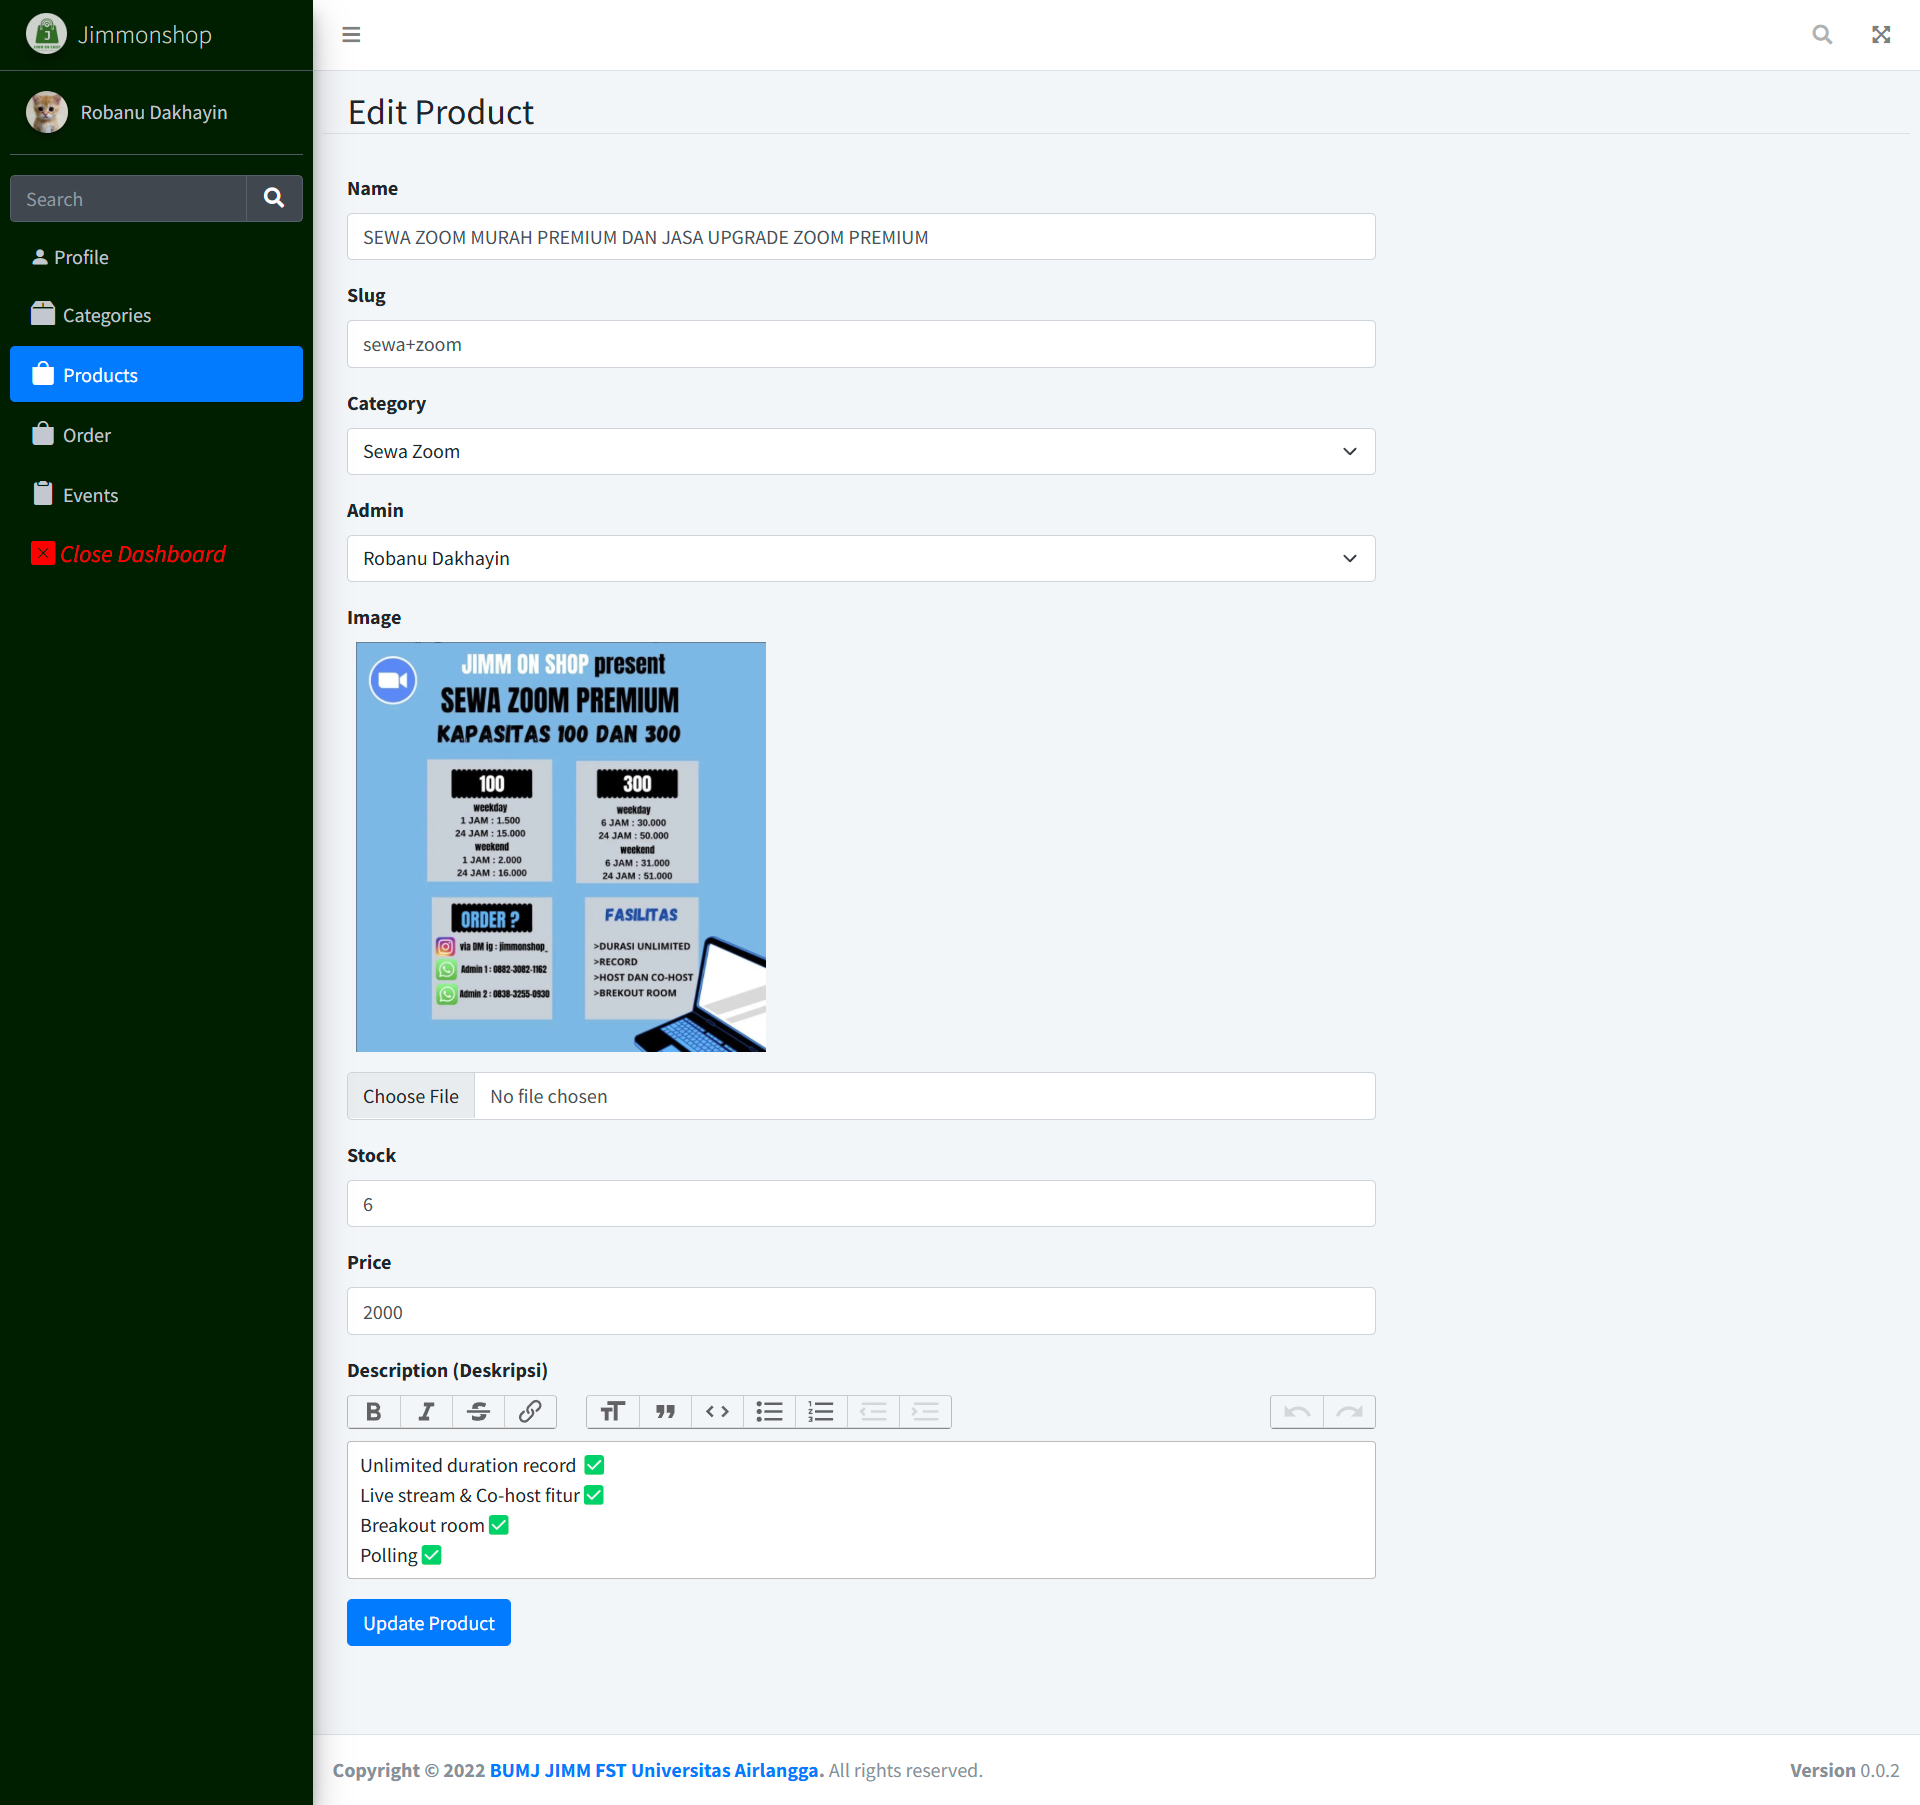 Jimmonshop
Robanu Dakhayin
Search
Profile
Categories
Products
Order
Events
Close Dashboard
Edit Product
Name
SEWA ZOOM MURAH PREMIUM DAN JASA UPGRADE ZOOM PREMIUM
Slug
sewa+zoom
Category
Sewa Zoom
Admin
Robanu Dakhayin
Image
JIMM ON SHOP present
SEWA ZOOM PREMIUM
KAPASITAS 100 DAN 300
100
weekday
1 JAM : 1.500
24 JAM : 15.000
weekend
1 JAM : 2.000
24 JAM : 16.000
300
weekday
6 JAM : 30.000
24 JAM : 50.000
weekend
6 JAM : 31.000
24 JAM : 51.000
ORDER ?
via DM ig : jimmonshop_
Admin 1 : 0882-3082-1162
Admin 2 : 0838-3255-0930
FASILITAS
>DURASI UNLIMITED
>RECORD
>HOST DAN CO-HOST
>BREKOUT ROOM
Choose File No file chosen
Stock
6
Price
2000
Description (Deskripsi)
Unlimited duration record ✅
Live stream & Co-host fitur ✅
Breakout room ✅
Polling ✅
Update Product
Copyright © 2022 BUMJ JIMM FST Universitas Airlangga. All rights reserved.
Version 0.0.2